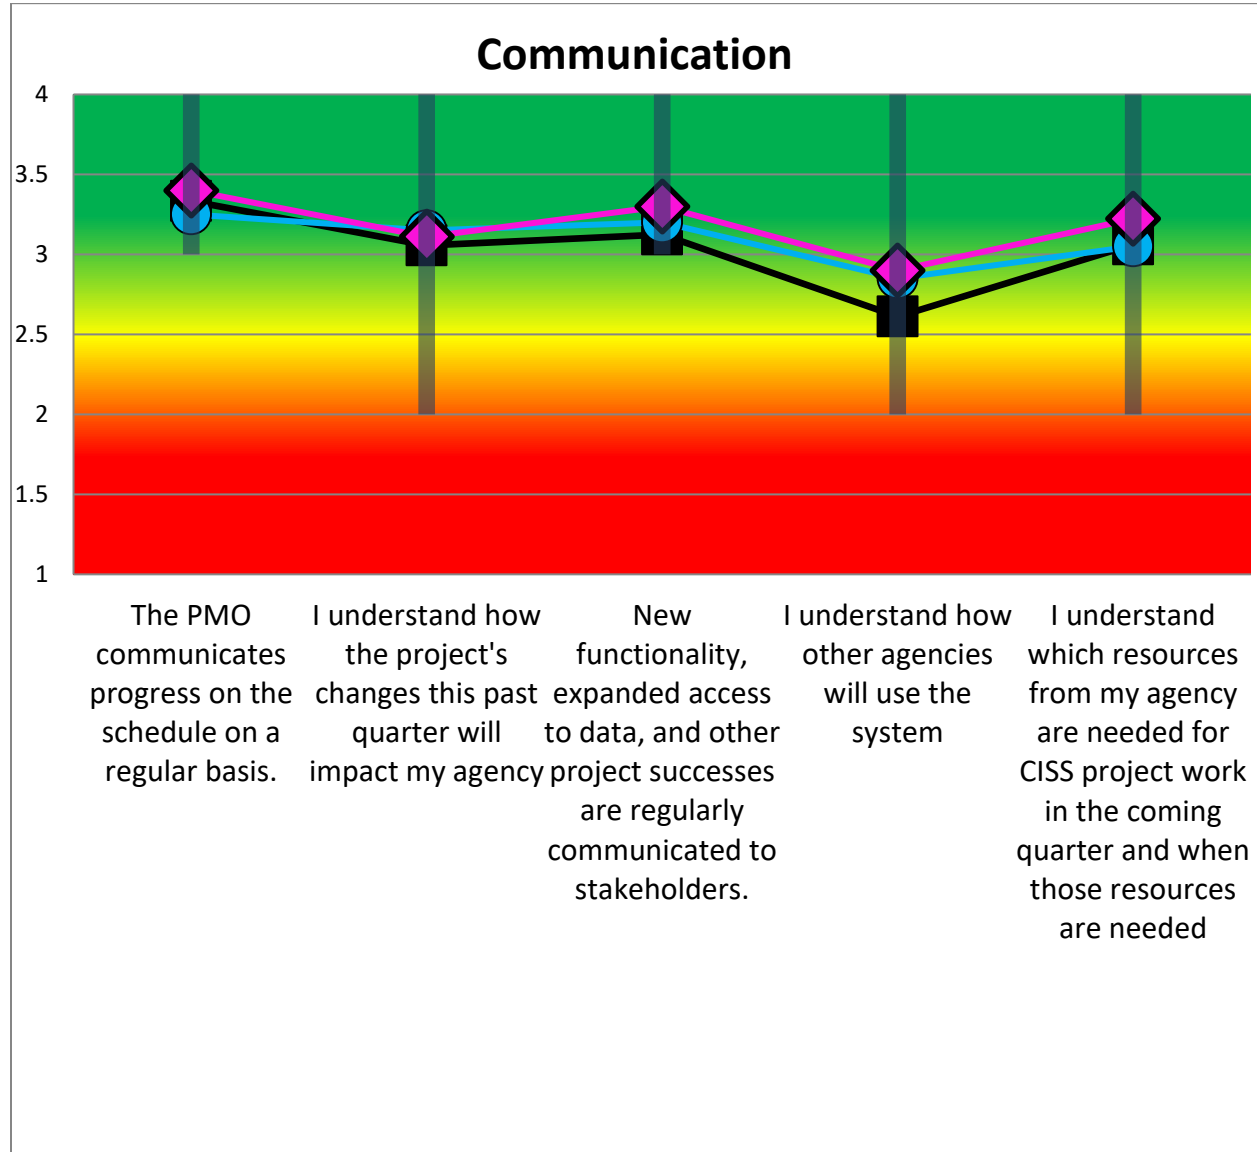 Communication
4
3.5
3
2.5
2
1.5
1
The PMO
communicates
progress on the
schedule on a
regular basis.
I understand how
the project's
changes this past
quarter will
impact my agency
New
functionality,
expanded access
to data, and other
project successes
are regularly
communicated to
stakeholders.
I understand how
other agencies
will use the
system
I understand
which resources
from my agency
are needed for
CISS project work
in the coming
quarter and when
those resources
are needed